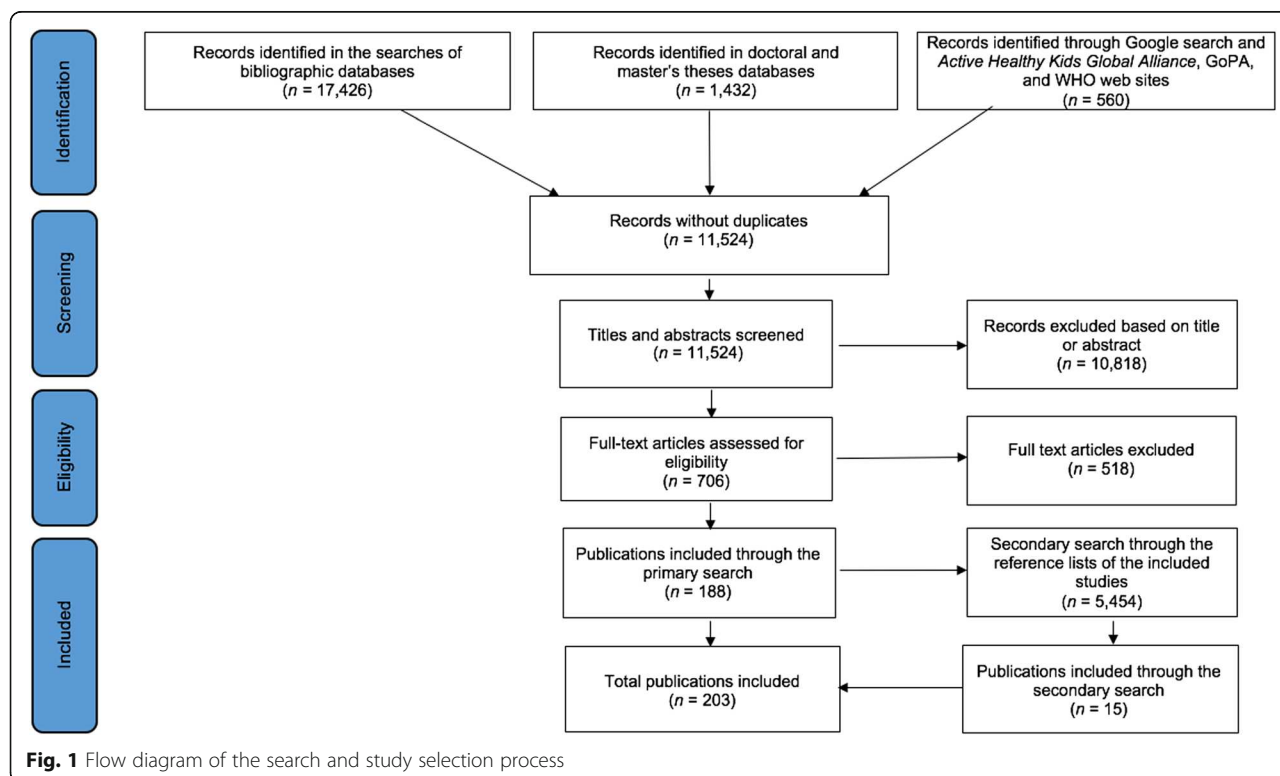 Identification
Records identified in the searches of
bibliographic databases
(n = 17,426)
Records identified in doctoral and
master's theses databases
(n = 1,432)
Records identified through Google search and
Active Healthy Kids Global Alliance, GoPA,
and WHO web sites
(n = 560)
Screening
Records without duplicates
(n = 11,524)
Titles and abstracts screened
(n = 11,524)
Records excluded based on title
or abstract
(n = 10,818)
Eligibility
Full-text articles assessed for
eligibility
(n = 706)
Full text articles excluded
(n = 518)
Included
Publications included through the
primary search
(n = 188)
Secondary search through the
reference lists of the included
studies
(n = 5,454)
Total publications included
(n = 203)
Publications included through the
secondary search
(n = 15)
Fig. 1 Flow diagram of the search and study selection process